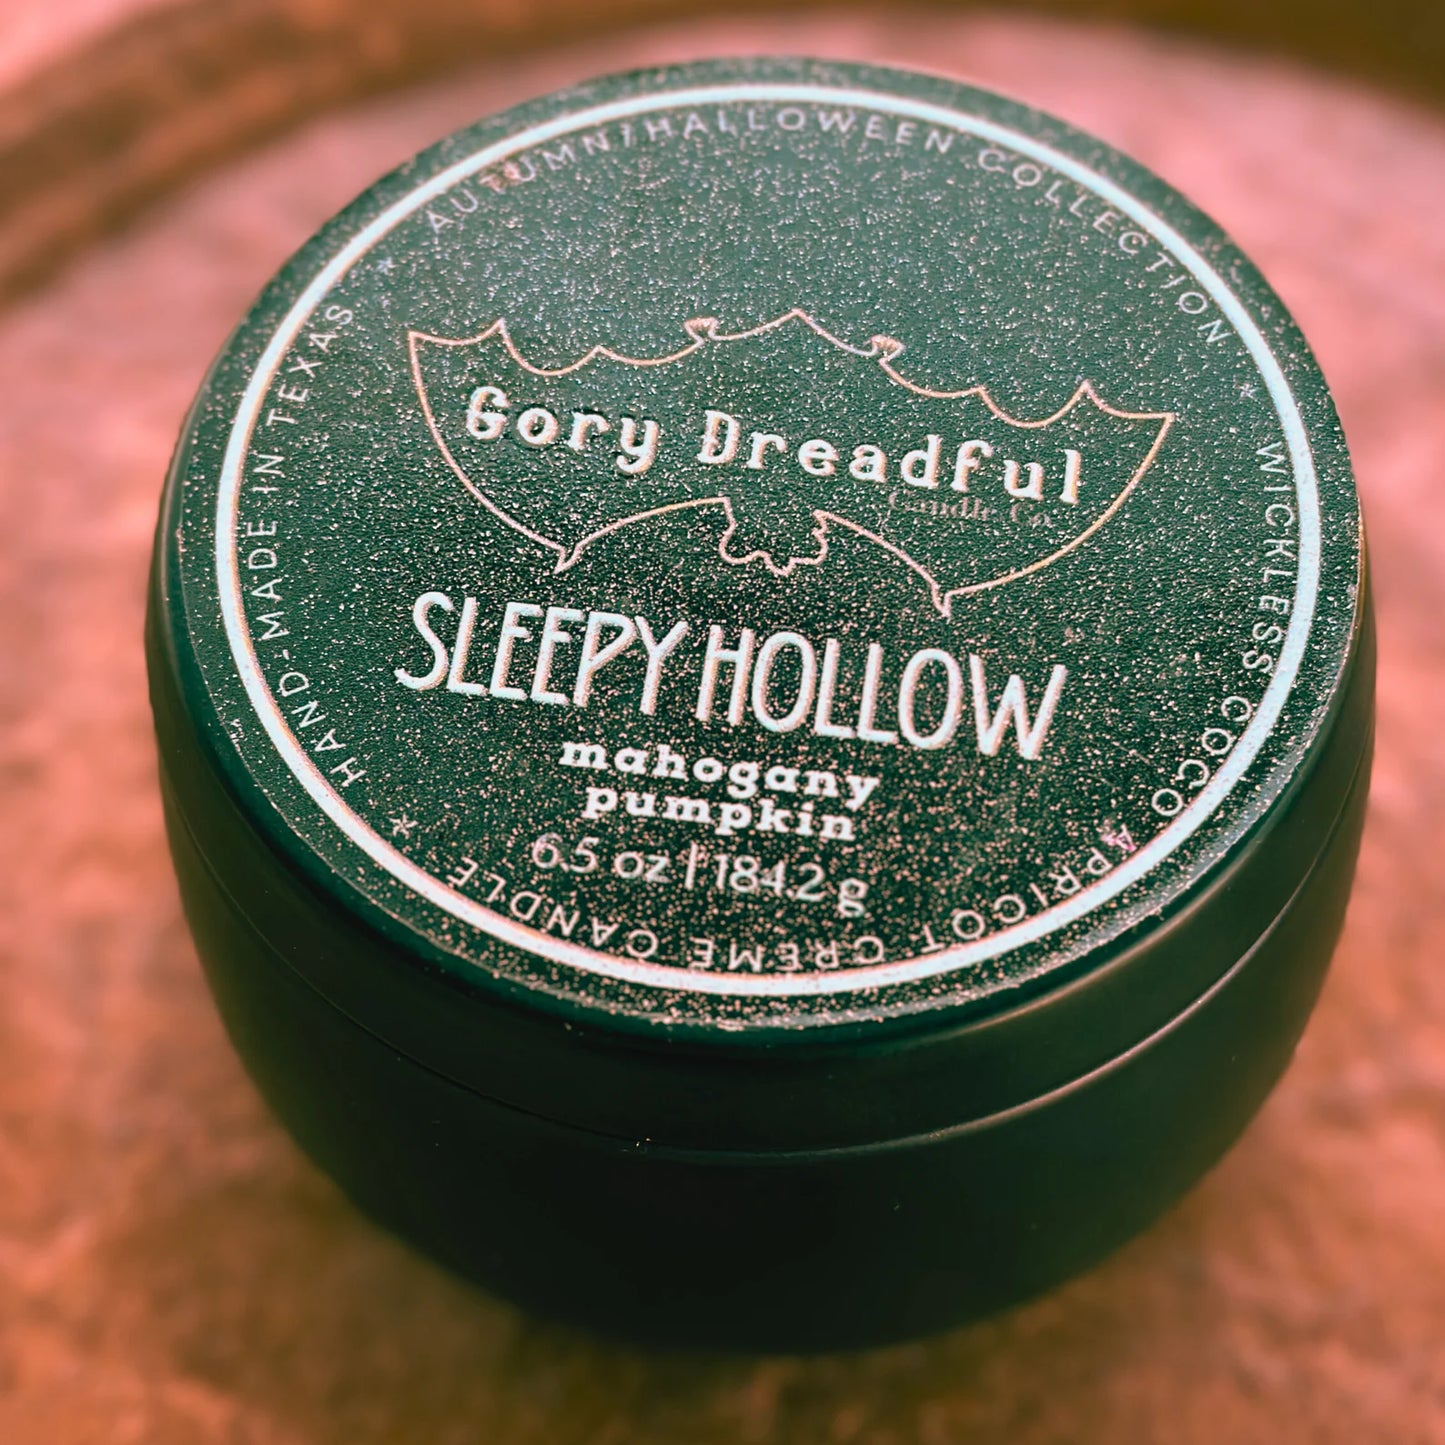 AUTUMN/HALLOWEEN COLLECTION * WICKLESS COCO APRICOT CREME CANDLE * HAND-MADE IN TEXAS *
Gory Dreadful
Candle Co.
SLEEPY HOLLOW
mahogany
pumpkin
6.5 oz | 184.2 g